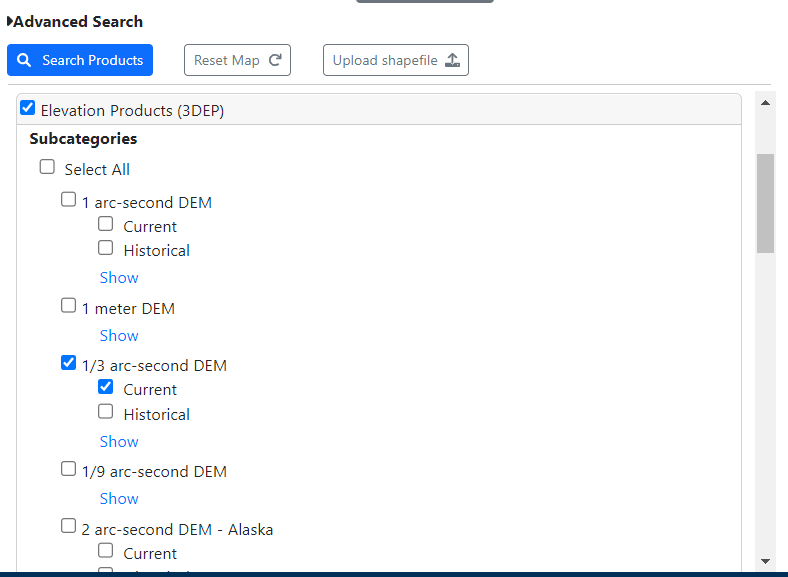 Advanced Search
Search Products Reset Map Upload shapefile
Elevation Products (3DEP)
Subcategories
Select All
1 arc-second DEM
Current
Historical
Show
1 meter DEM
Show
1/3 arc-second DEM
Current
Historical
Show
1/9 arc-second DEM
Show
2 arc-second DEM - Alaska
Current